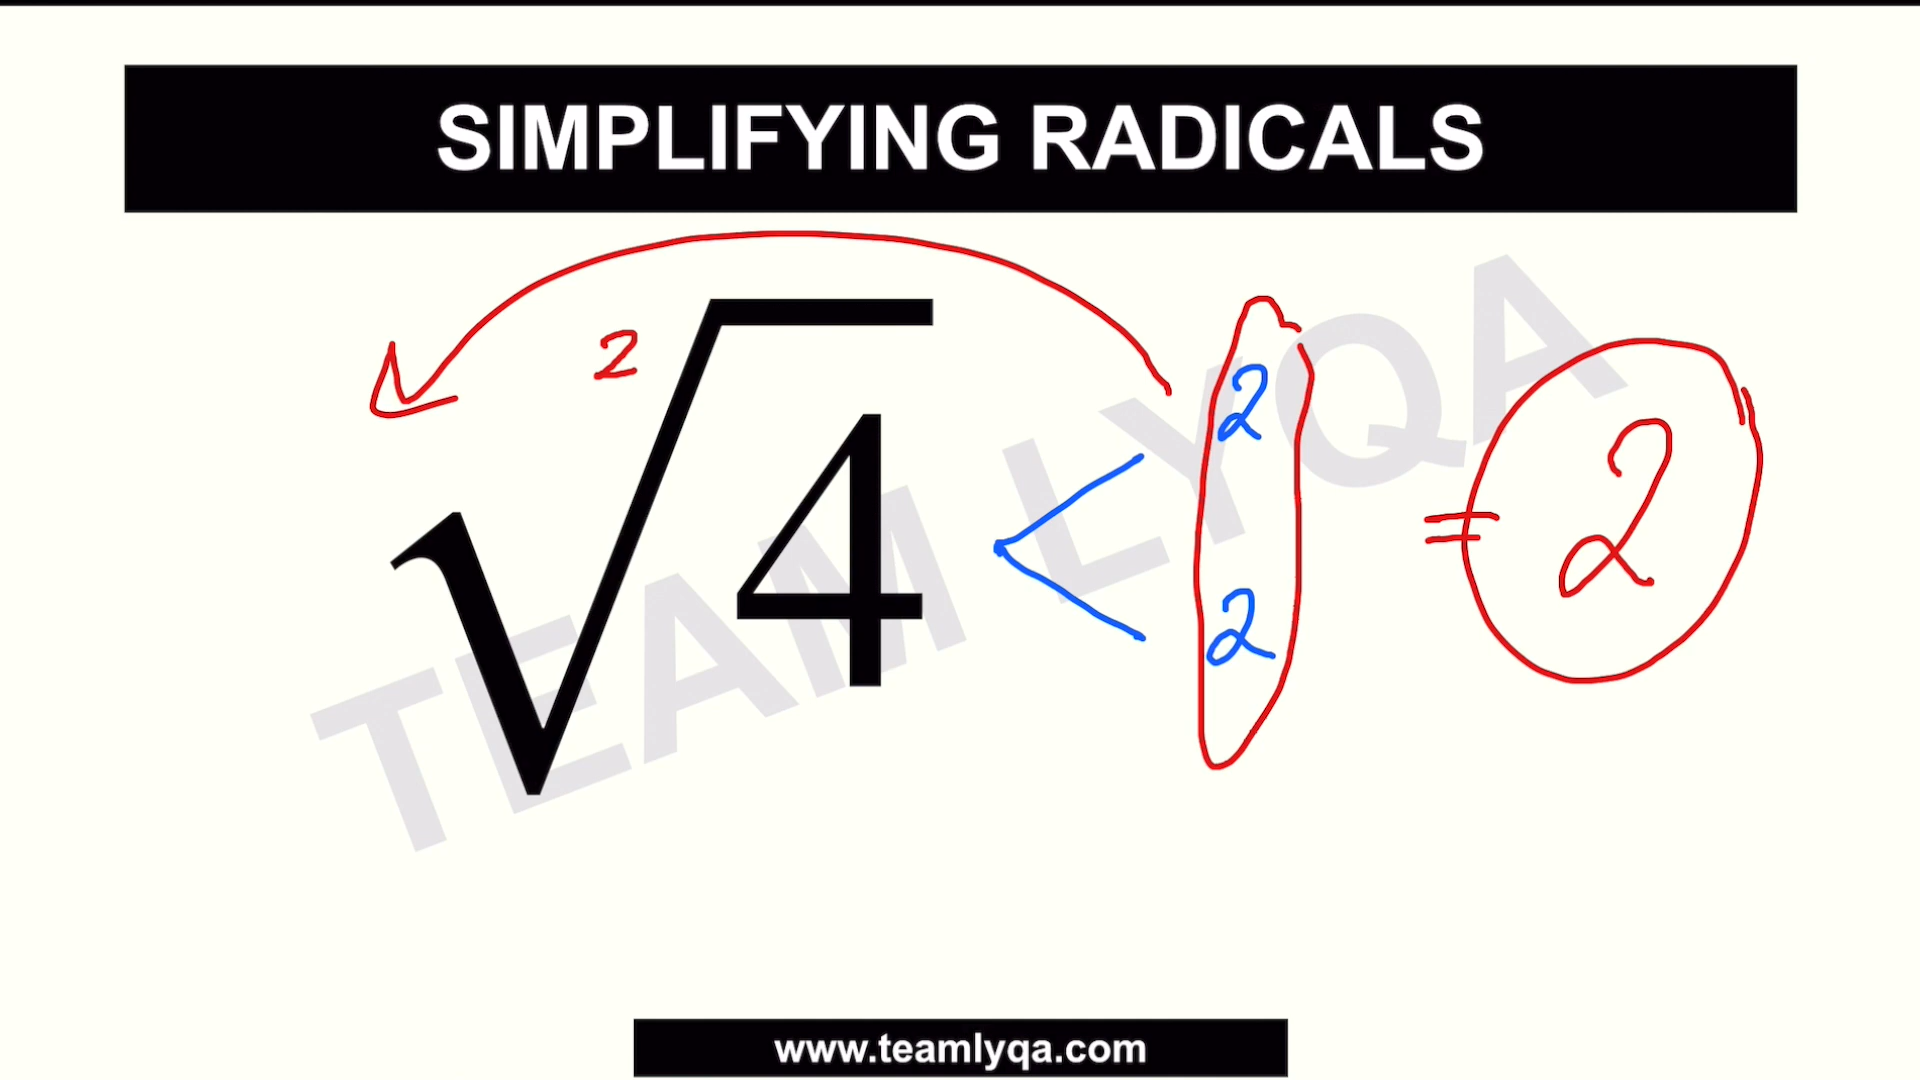 SIMPLIFYING RADICALS
2√4 < 2 2 = 2
TEAM LYQA
www.teamlyqa.com